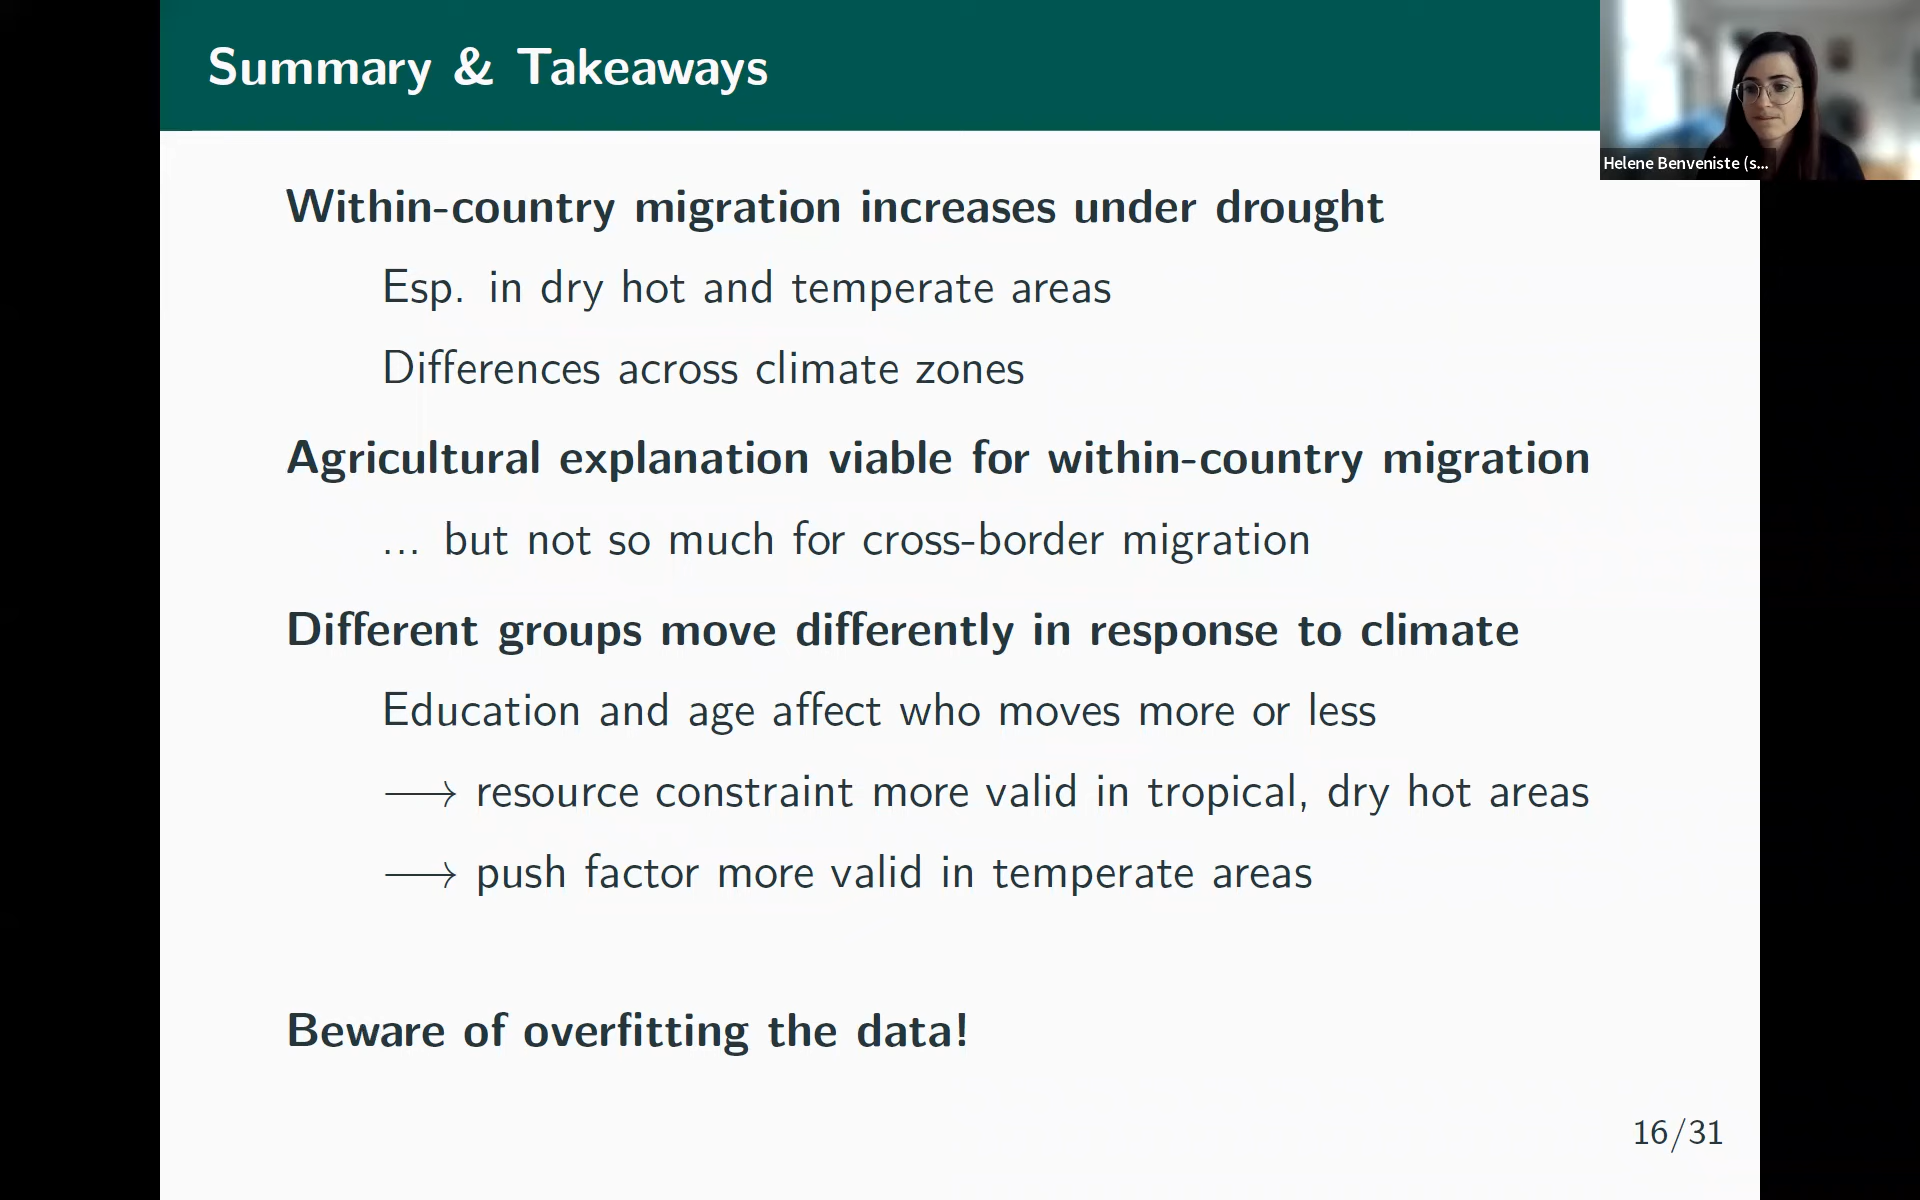 Summary & Takeaways
Helene Benveniste (s...
Within-country migration increases under drought
Esp. in dry hot and temperate areas
Differences across climate zones
Agricultural explanation viable for within-country migration
... but not so much for cross-border migration
Different groups move differently in response to climate
Education and age affect who moves more or less
⟶ resource constraint more valid in tropical, dry hot areas
⟶ push factor more valid in temperate areas
Beware of overfitting the data!
16/31